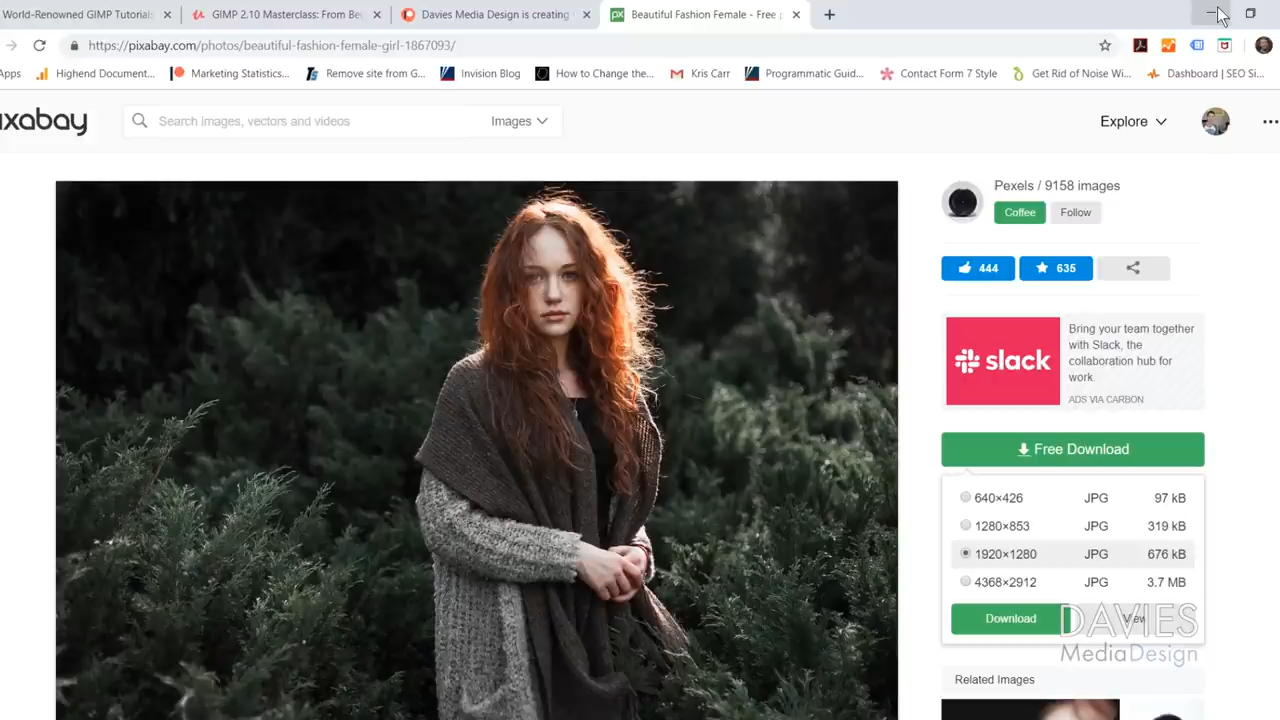 World-Renowned GIMP Tutorials
GIMP 2.10 Masterclass: From Be
Davies Media Design is creating
Beautiful Fashion Female - Free p
https://pixabay.com/photos/beautiful-fashion-female-girl-1867093/
Apps
Highend Document...
Marketing Statistics...
Remove site from G...
Invision Blog
How to Change the...
Kris Carr
Programmatic Guid...
Contact Form 7 Style
Get Rid of Noise Wi...
Dashboard | SEO Si...
ixabay
Search images, vectors and videos
Images
Explore
Pexels / 9158 images
Coffee
Follow
444
635
slack
Bring your team together
with Slack, the
collaboration hub for
work.
ADS VIA CARBON
Free Download
640×426 JPG 97 kB
1280×853 JPG 319 kB
1920×1280 JPG 676 kB
4368×2912 JPG 3.7 MB
Download
View
DAVIES
MediaDesign
Related Images